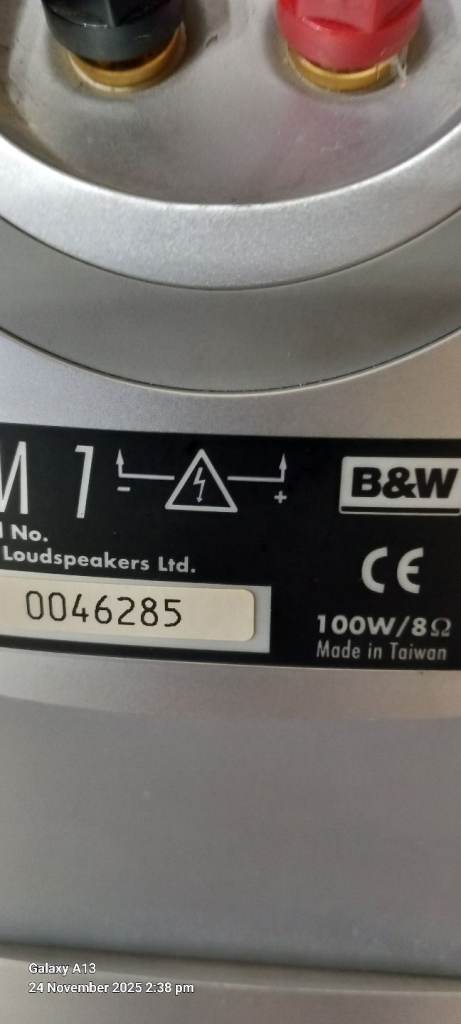 M 1
- +
B&W
l No.
Loudspeakers Ltd.
CE
0046285
100W/8Ω
Made in Taiwan
Galaxy A13
24 November 2025 2:38 pm